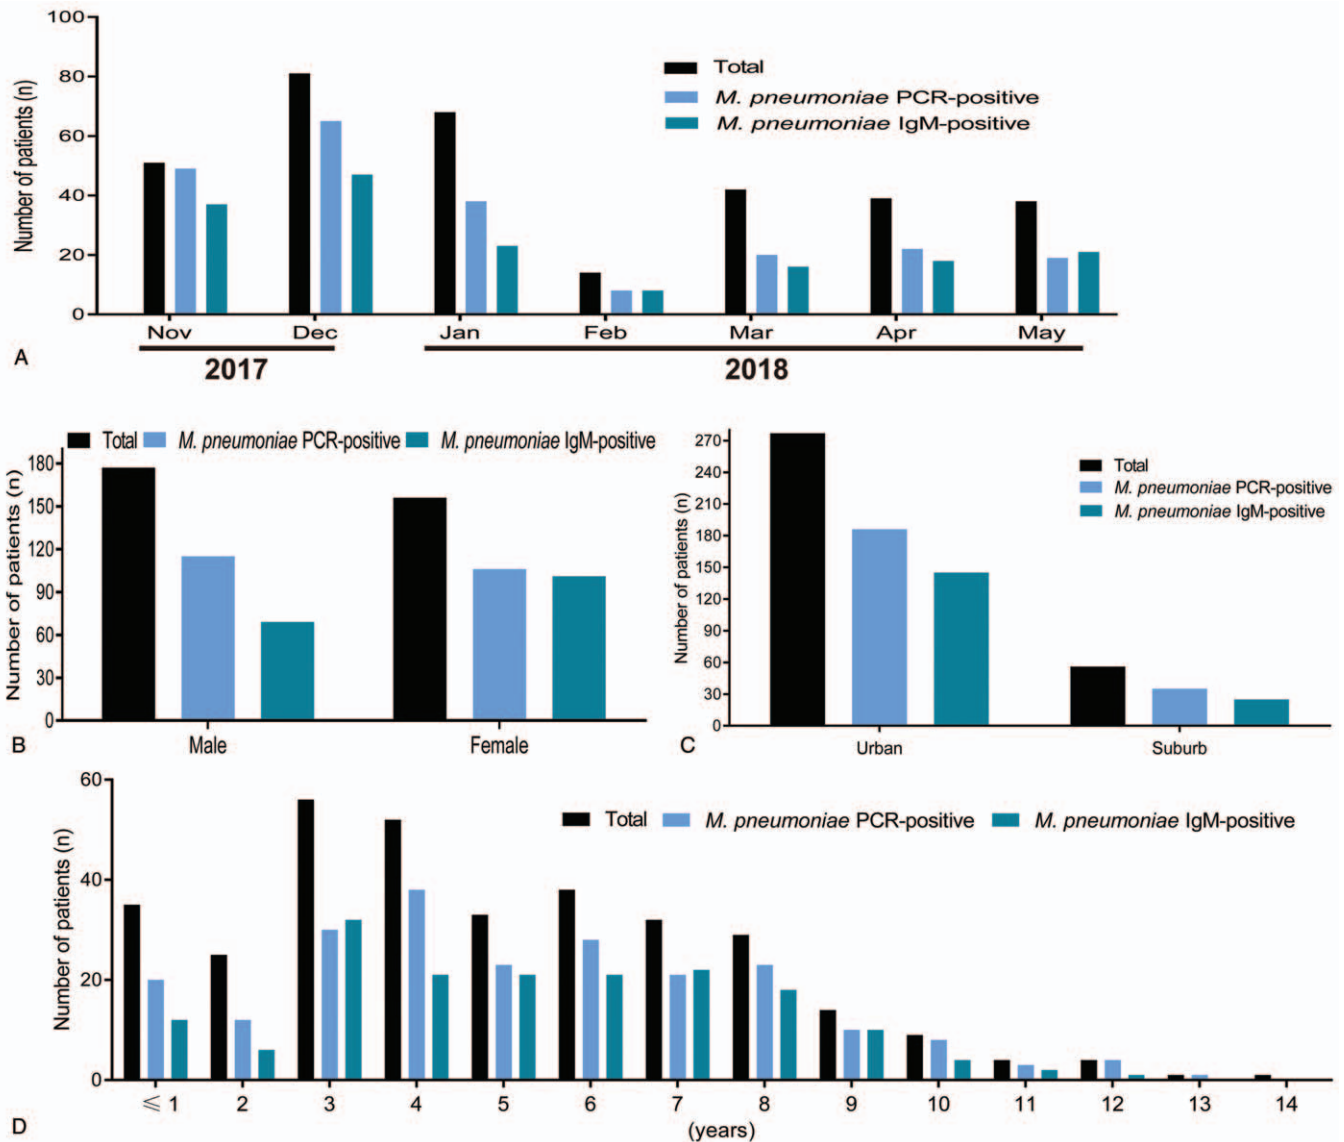 100
80
60
40
20
0
Number of patients (n)
Total
M. pneumoniae PCR-positive
M. pneumoniae IgM-positive
Nov Dec Jan Feb Mar Apr May
2017 2018
A
Total M. pneumoniae PCR-positive M. pneumoniae IgM-positive
180
150
120
90
60
30
0
Number of patients (n)
Male Female
B
270
240
210
180
150
120
90
60
30
0
Number of patients (n)
Total
M. pneumoniae PCR-positive
M. pneumoniae IgM-positive
Urban Suburb
C
60
40
20
0
Number of patients (n)
Total M. pneumoniae PCR-positive M. pneumoniae IgM-positive
⩽ 1 2 3 4 5 6 7 8 9 10 11 12 13 14
(years)
D